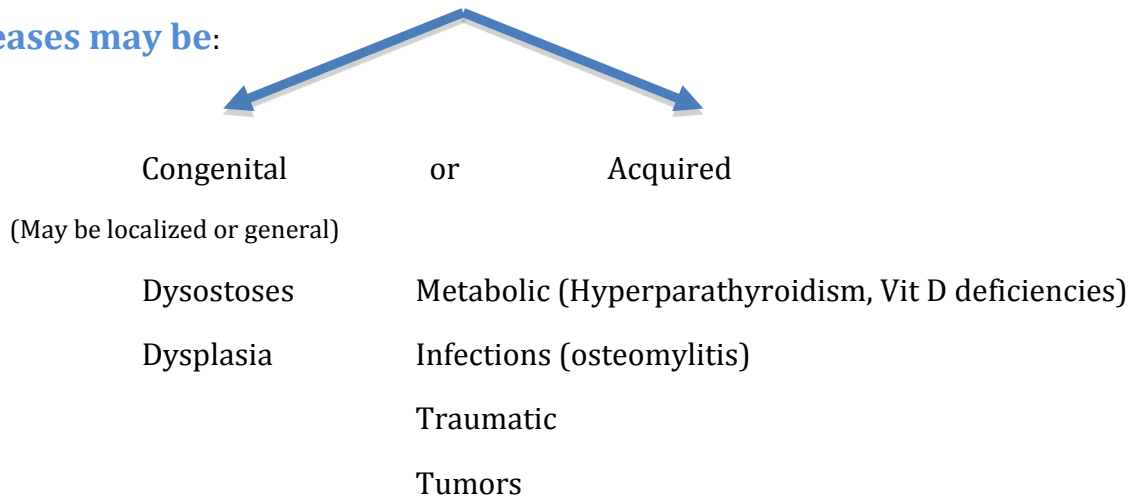 eases may be:
Congenital or Acquired
(May be localized or general)
Dysostoses Metabolic (Hyperparathyroidism, Vit D deficiencies)
Dysplasia Infections (osteomylitis)
Traumatic
Tumors